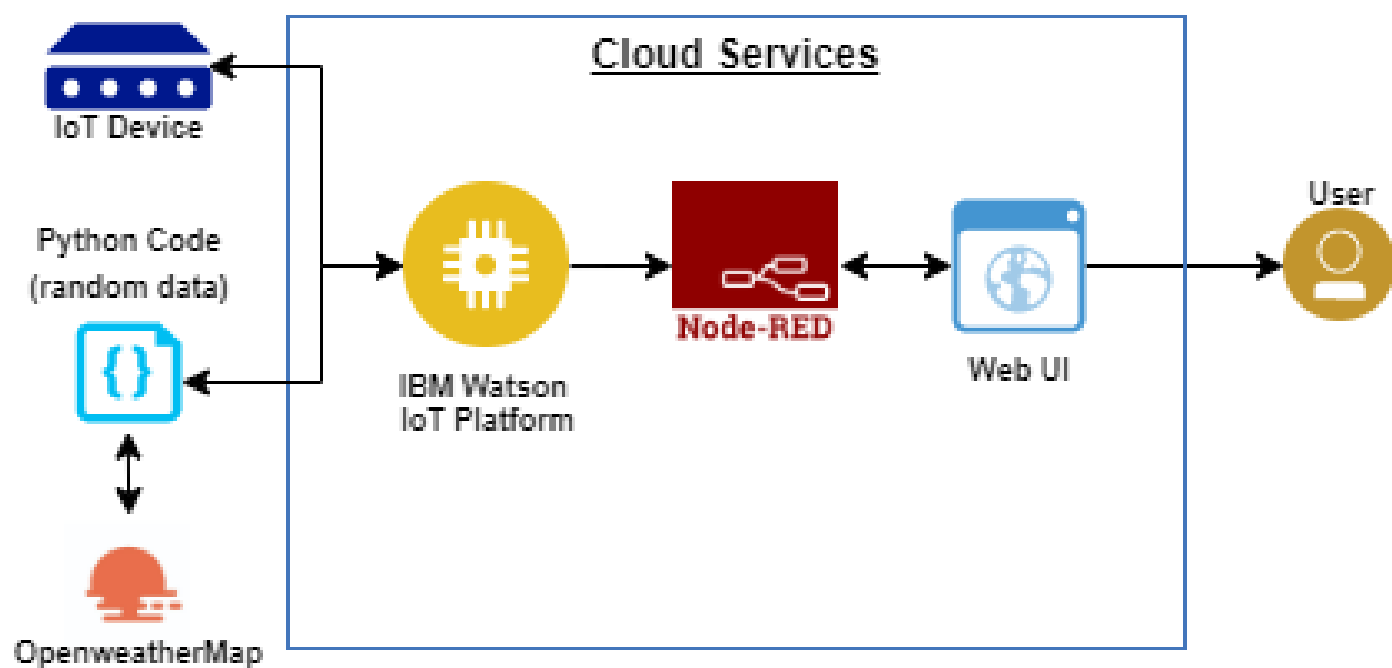 Cloud Services
IoT Device
Python Code
(random data)
OpenweatherMap
IBM Watson
IoT Platform
Node-RED
Web UI
User